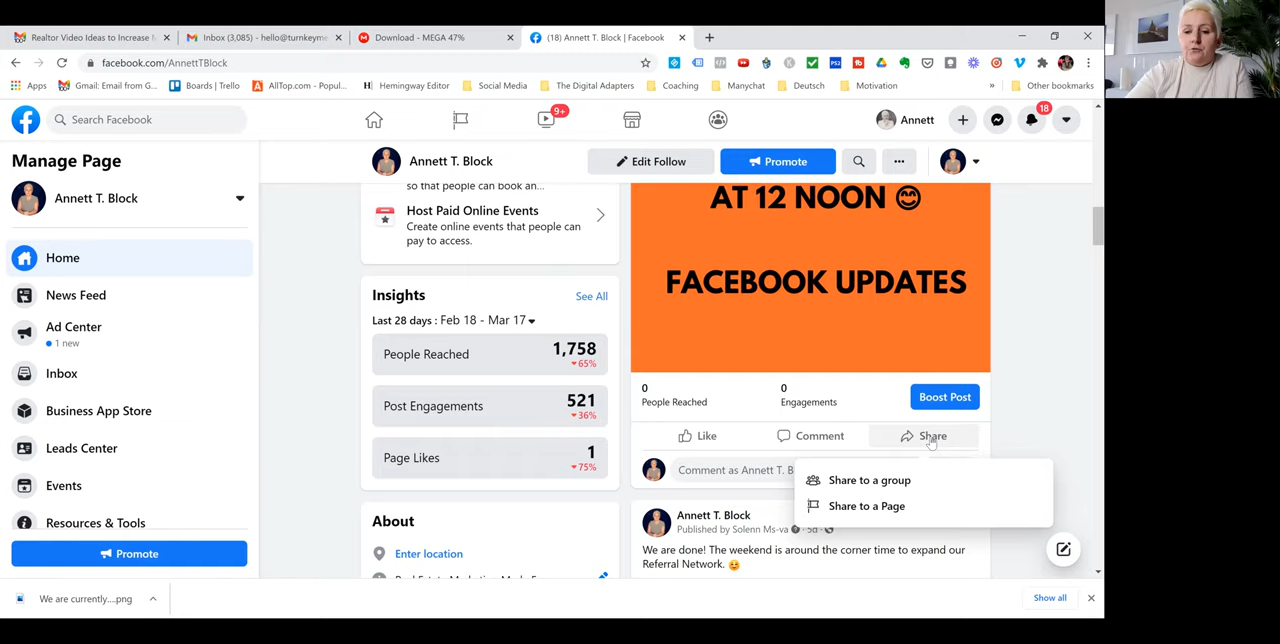 Realtor Video Ideas to Increase M
Inbox (3,085) - hello@turnkeyme
Download - MEGA 47%
(18) Annett T. Block | Facebook
facebook.com/AnnettTBlock
Apps
Gmail: Email from G...
Boards | Trello
AllTop.com - Popul...
Hemingway Editor
Social Media
The Digital Adapters
Coaching
Manychat
Deutsch
Motivation
»
Other bookmarks
Search Facebook
9+
Annett
18
Manage Page
Annett T. Block
Home
News Feed
Ad Center
1 new
Inbox
Business App Store
Leads Center
Events
Resources & Tools
Promote
Annett T. Block
Edit Follow
Promote
so that people can book an...
Host Paid Online Events
Create online events that people can
pay to access.
Insights
See All
Last 28 days : Feb 18 - Mar 17
People Reached
1,758
65%
Post Engagements
521
36%
Page Likes
1
75%
About
Enter location
AT 12 NOON 😊
FACEBOOK UPDATES
0
People Reached
0
Engagements
Boost Post
Like
Comment
Share
Comment as Annett T. B
Share to a group
Share to a Page
Annett T. Block
Published by Solenn Ms-va · 5d ·
We are done! The weekend is around the corner time to expand our
Referral Network. 😊
We are currently....png
Show all